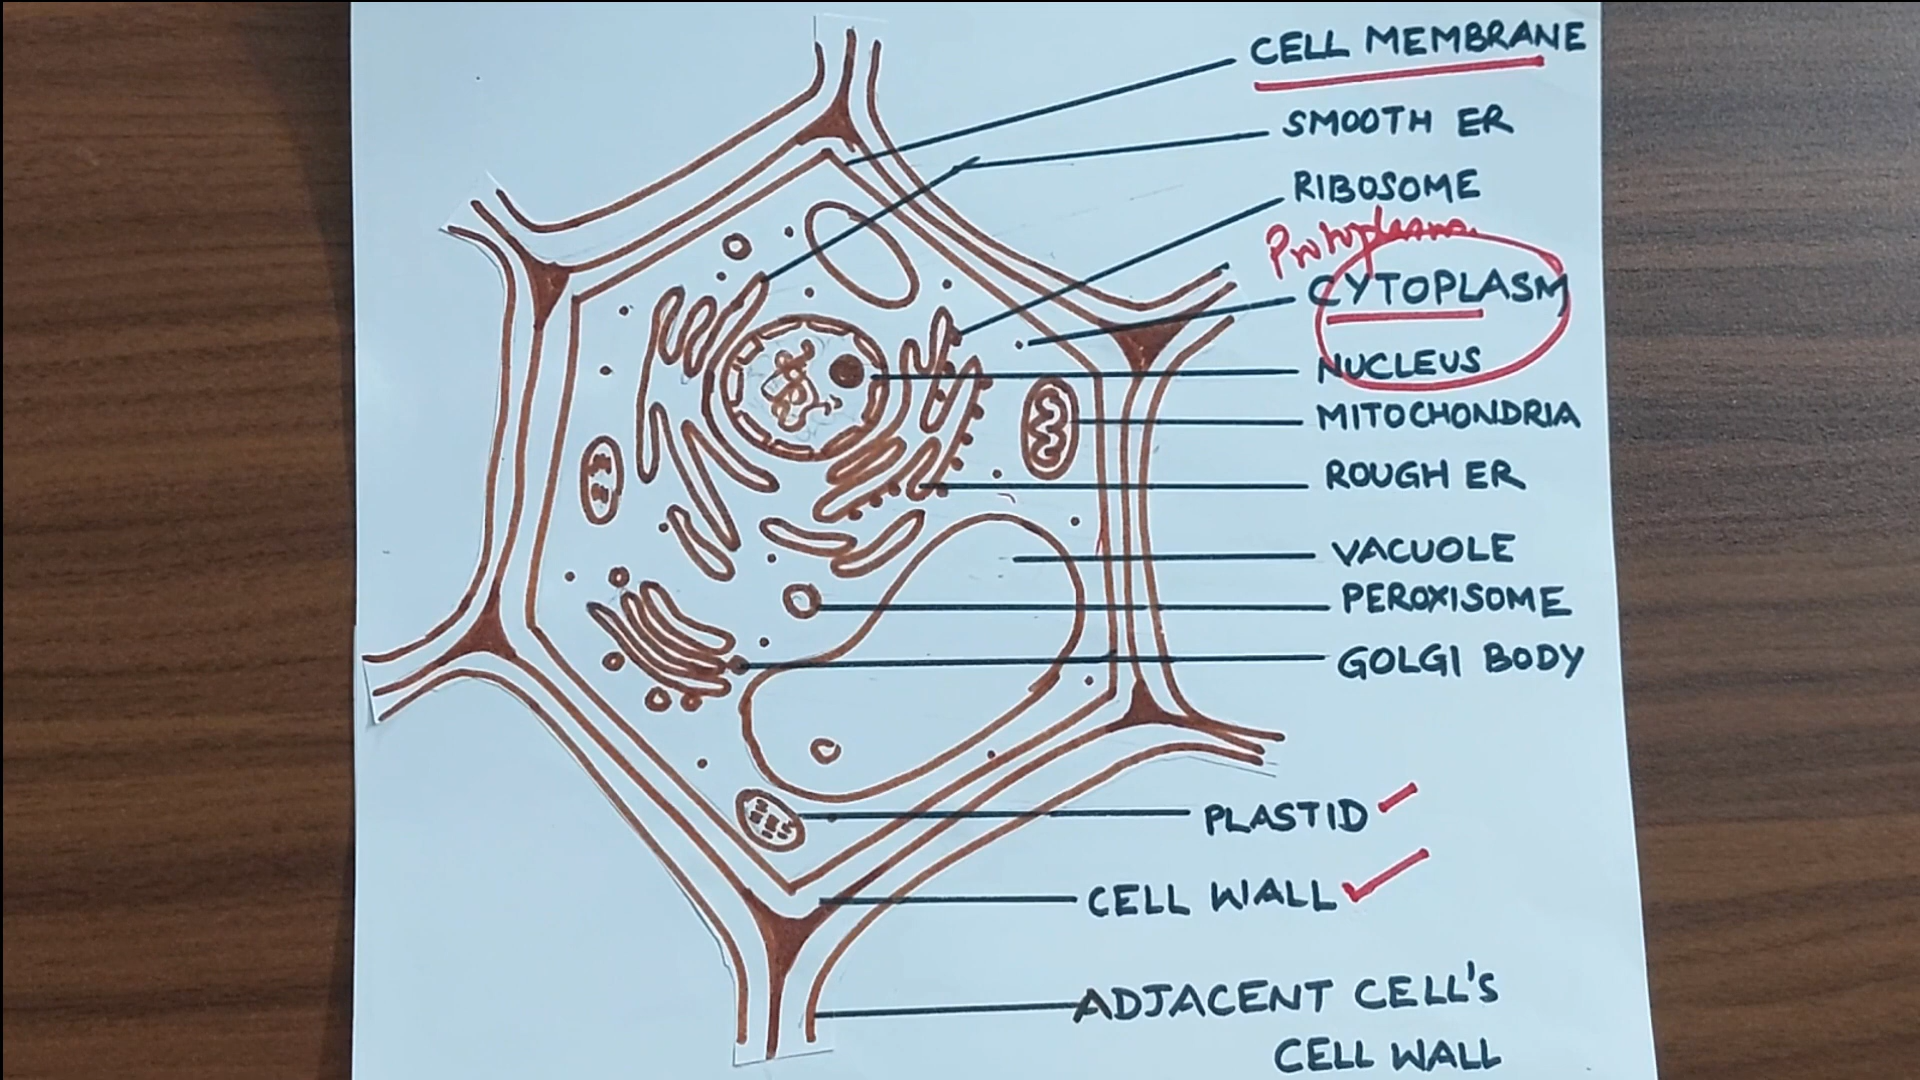 CELL MEMBRANE
SMOOTH ER
RIBOSOME
Protoplasm
CYTOPLASM
NUCLEUS
MITOCHONDRIA
ROUGH ER
VACUOLE
PEROXISOME
GOLGI BODY
PLASTID
CELL WALL
ADJACENT CELL'S
CELL WALL